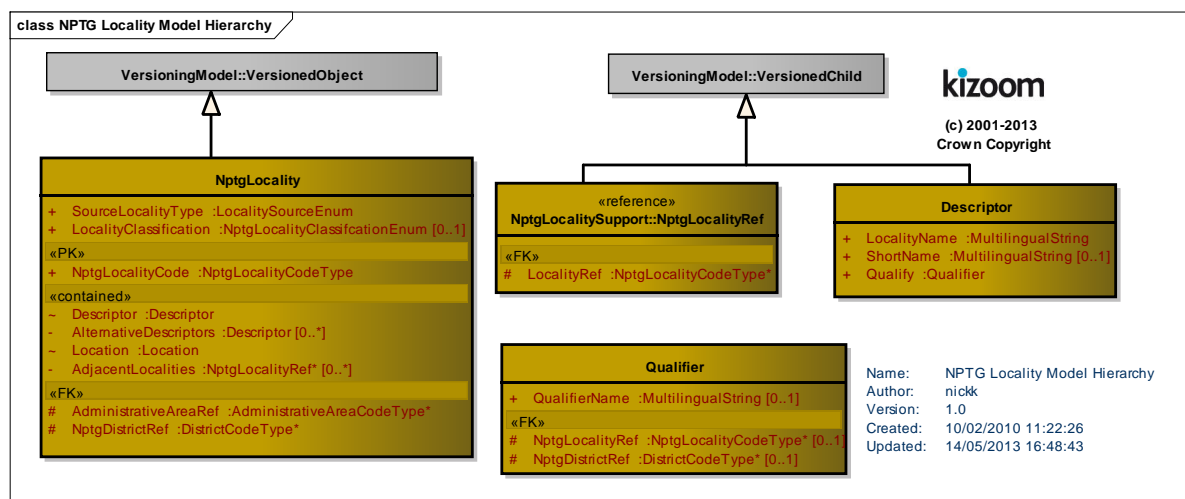 class NPTG Locality Model Hierarchy
VersioningModel::VersionedObject
NptgLocality
+ SourceLocalityType :LocalitySourceEnum
+ LocalityClassification :NptgLocalityClassifcationEnum [0..1]
«PK»
+ NptgLocalityCode :NptgLocalityCodeType
«contained»
~ Descriptor :Descriptor
- AlternativeDescriptors :Descriptor [0..*]
~ Location :Location
- AdjacentLocalities :NptgLocalityRef* [0..*]
«FK»
# AdministrativeAreaRef :AdministrativeAreaCodeType*
# NptgDistrictRef :DistrictCodeType*
VersioningModel::VersionedChild
«reference»
NptgLocalitySupport::NptgLocalityRef
«FK»
# LocalityRef :NptgLocalityCodeType*
Descriptor
+ LocalityName :MultilingualString
+ ShortName :MultilingualString [0..1]
+ Qualify :Qualifier
Qualifier
+ QualifierName :MultilingualString [0..1]
«FK»
# NptgLocalityRef :NptgLocalityCodeType* [0..1]
# NptgDistrictRef :DistrictCodeType* [0..1]
kizoom
(c) 2001-2013
Crown Copyright
Name: NPTG Locality Model Hierarchy
Author: nickk
Version: 1.0
Created: 10/02/2010 11:22:26
Updated: 14/05/2013 16:48:43